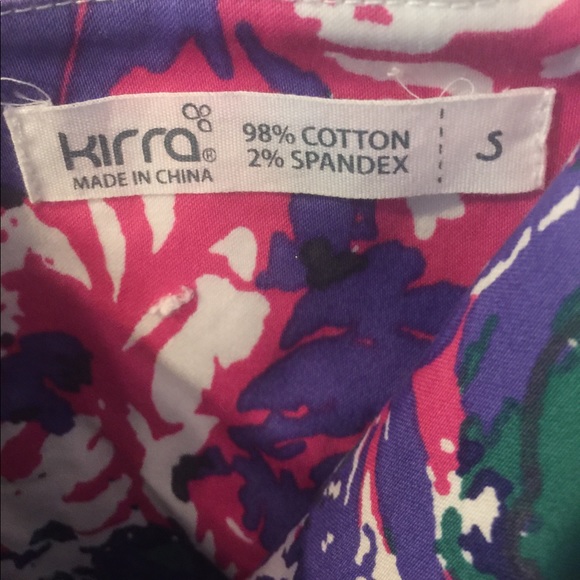 kirra®
MADE IN CHINA
98% COTTON
2% SPANDEX
S